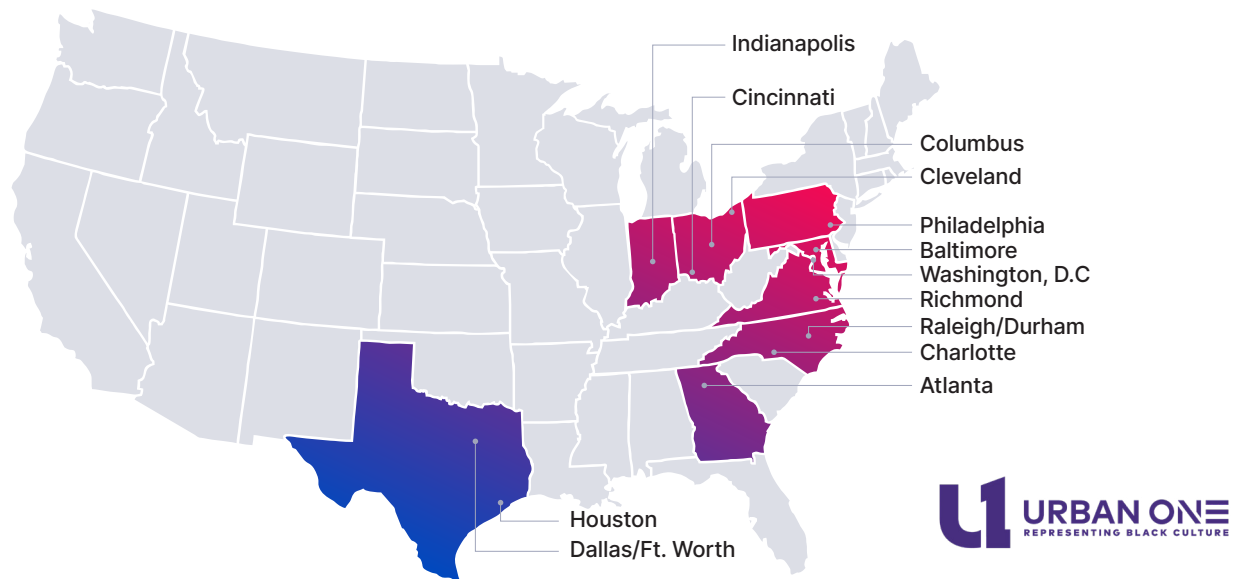 Indianapolis
Cincinnati
Columbus
Cleveland
Philadelphia
Baltimore
Washington, D.C
Richmond
Raleigh/Durham
Charlotte
Atlanta
Houston
Dallas/Ft. Worth
U1 URBAN ONE
REPRESENTING BLACK CULTURE